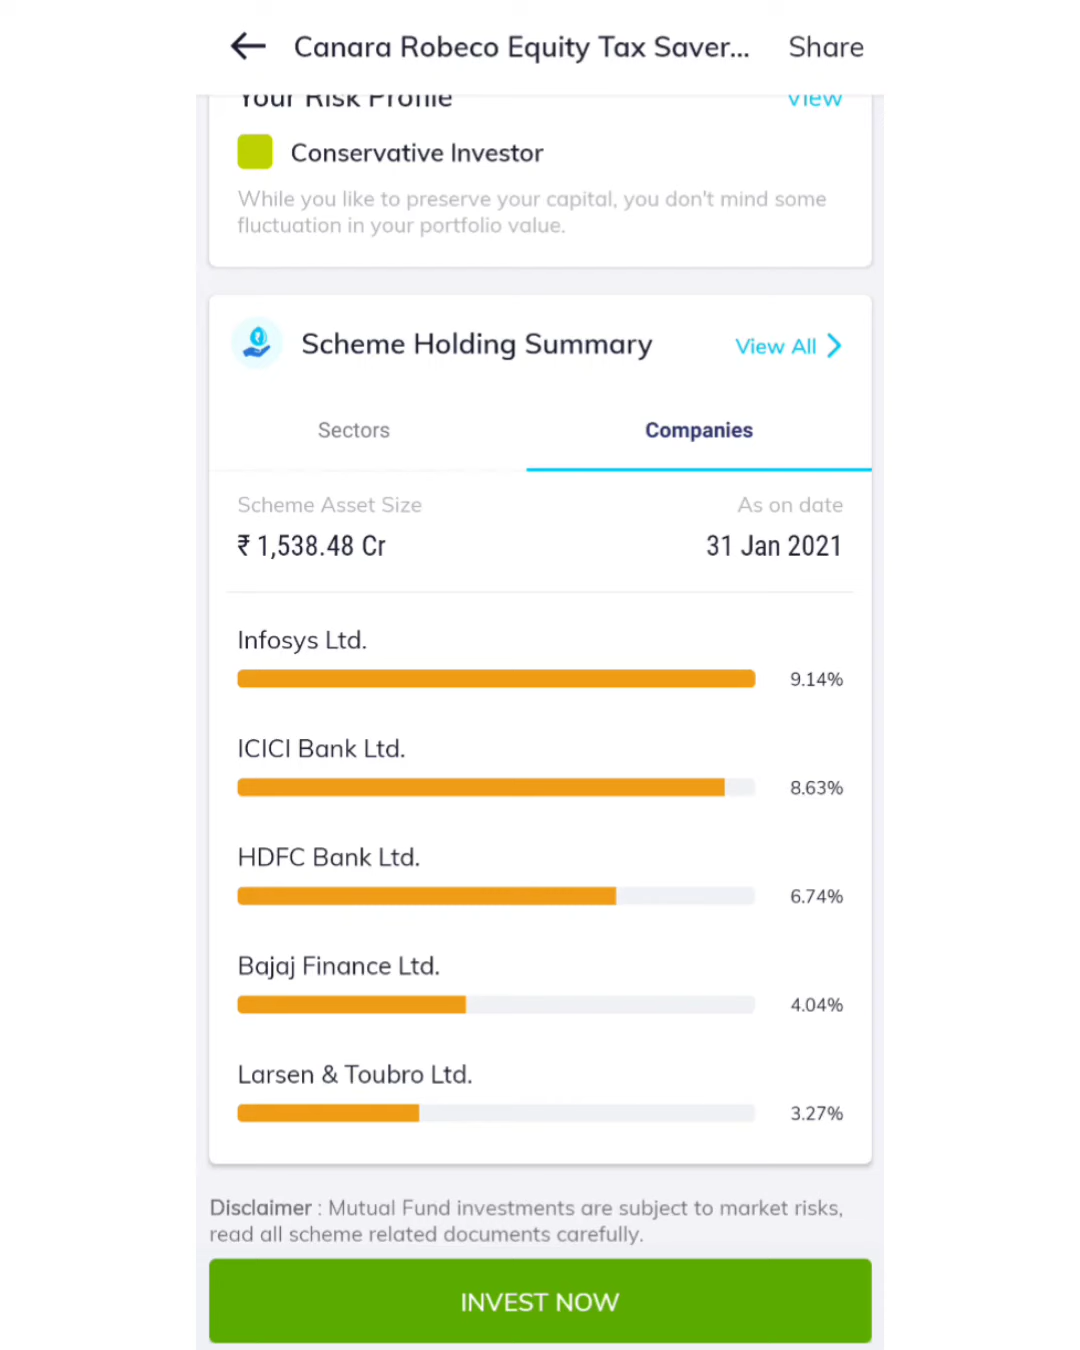 Canara Robeco Equity Tax Saver... Share
Your Risk Profile View
Conservative Investor
While you like to preserve your capital, you don't mind some
fluctuation in your portfolio value.
Scheme Holding Summary View All
Sectors Companies
Scheme Asset Size As on date
₹ 1,538.48 Cr 31 Jan 2021
Infosys Ltd.
9.14%
ICICI Bank Ltd.
8.63%
HDFC Bank Ltd.
6.74%
Bajaj Finance Ltd.
4.04%
Larsen & Toubro Ltd.
3.27%
Disclaimer : Mutual Fund investments are subject to market risks,
read all scheme related documents carefully.
INVEST NOW